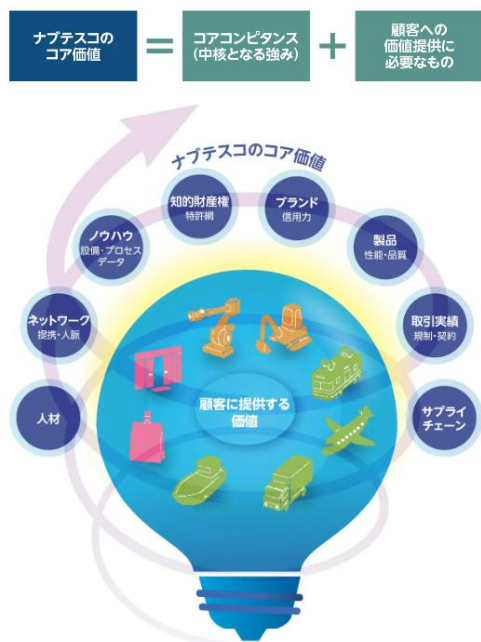 ナブテスコの
コア価値
=
コアコンピタンス
(中核となる強み)
+
顧客への
価値提供に
必要なもの
ナブテスコのコア価値
知的財産権
特許網
ブランド
信用力
ノウハウ
設備・プロセス
データ
製品
性能・品質
ネットワーク
提携・人脈
取引実績
規制・契約
人材
サプライ
チェーン
顧客に提供する
価値